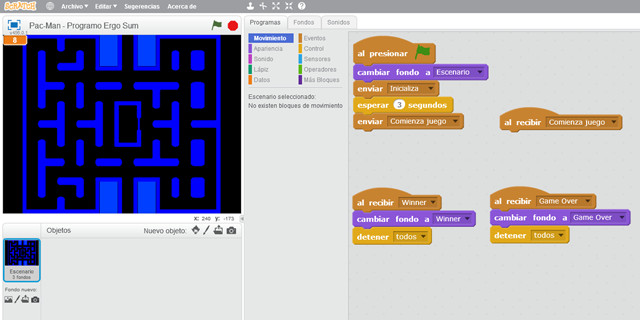 SCRATCH
Archivo ▼ Editar ▼ Sugerencias Acerca de
Pac-Man - Programo Ergo Sum
v456.0.1
8
X: 240 y: -173
Objetos
Nuevo objeto:
Escenario
3 fondos
Fondo nuevo:
Programas
Fondos
Sonidos
Movimiento
Apariencia
Sonido
Lápiz
Datos
Eventos
Control
Sensores
Operadores
Más Bloques
Escenario seleccionado:
No existen bloques de movimiento
al presionar
cambiar fondo a Escenario
enviar Inicializa
esperar 3 segundos
enviar Comienza juego
al recibir Comienza juego
al recibir Winner
cambiar fondo a Winner
detener todos
al recibir Game Over
cambiar fondo a Game Over
detener todos